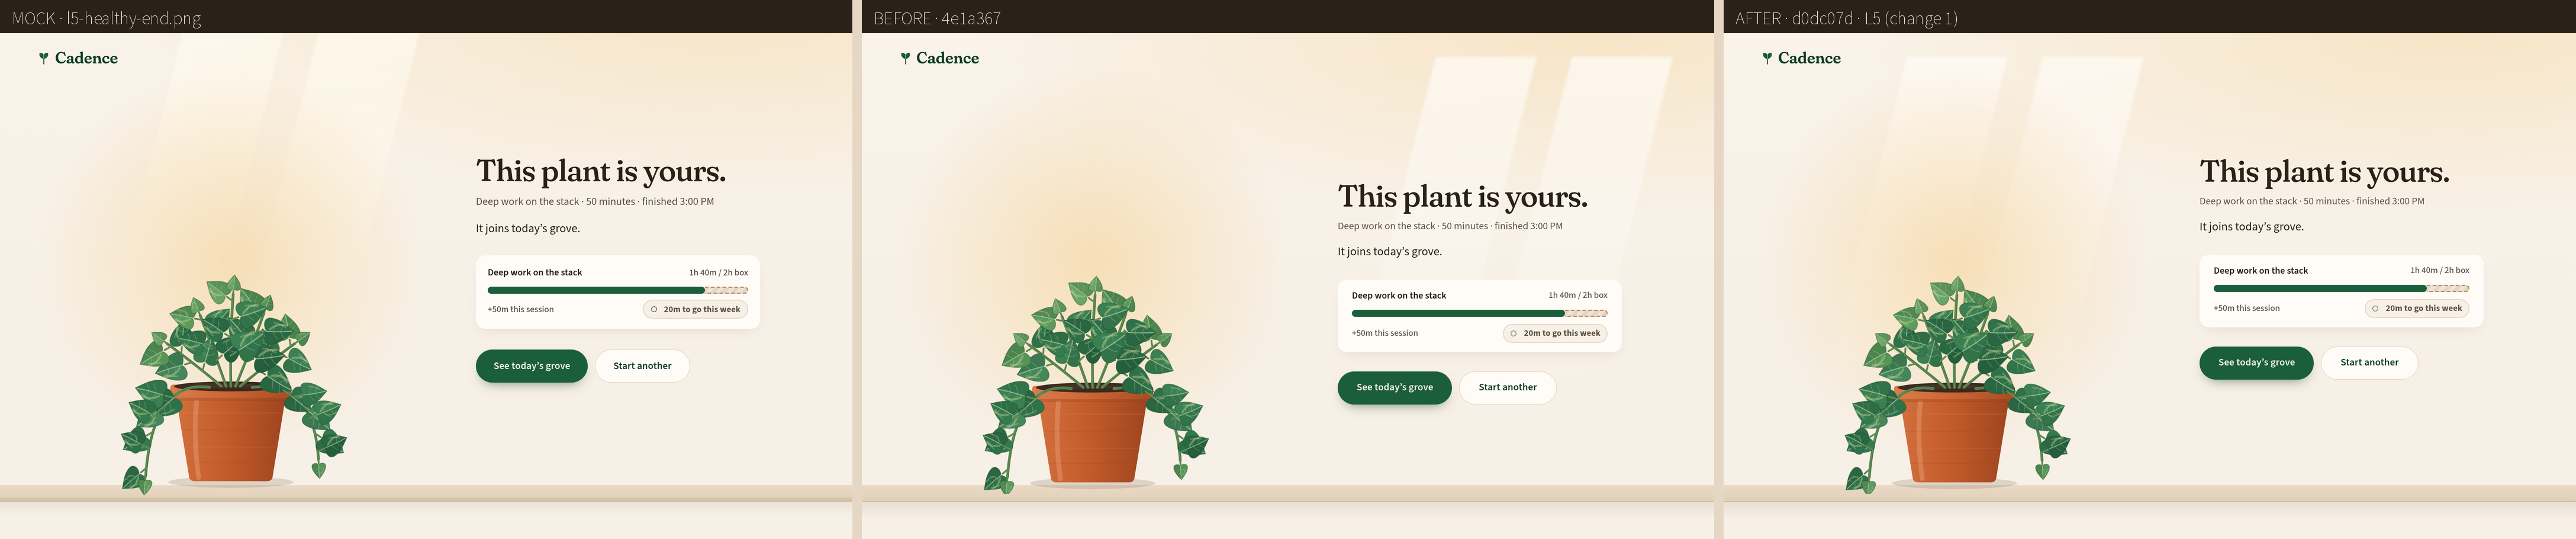 MOCK · l5-healthy-end.png
Cadence
This plant is yours.
Deep work on the stack · 50 minutes · finished 3:00 PM
It joins today’s grove.
Deep work on the stack
1h 40m / 2h box
+50m this session
20m to go this week
See today’s grove
Start another
BEFORE · 4e1a367
Cadence
This plant is yours.
Deep work on the stack · 50 minutes · finished 3:00 PM
It joins today’s grove.
Deep work on the stack
1h 40m / 2h box
+50m this session
20m to go this week
See today’s grove
Start another
AFTER · d0dc07d · L5 (change 1)
Cadence
This plant is yours.
Deep work on the stack · 50 minutes · finished 3:00 PM
It joins today’s grove.
Deep work on the stack
1h 40m / 2h box
+50m this session
20m to go this week
See today’s grove
Start another